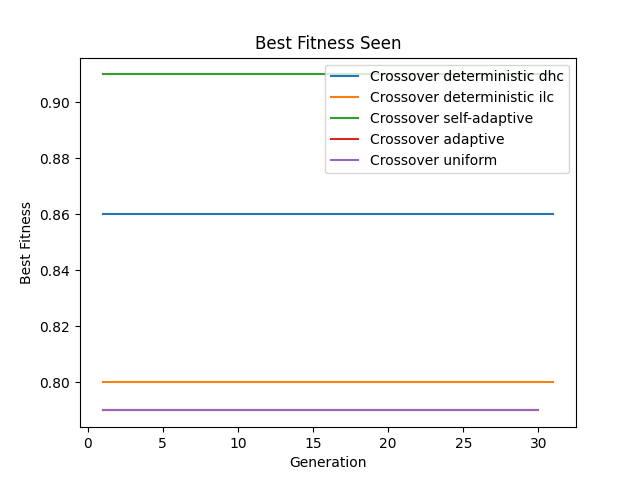 Best Fitness Seen
Crossover deterministic dhc
Crossover deterministic ilc
Crossover self-adaptive
Crossover adaptive
Crossover uniform
0.90
0.88
0.86
0.84
0.82
0.80
Best Fitness
0 5 10 15 20 25 30
Generation